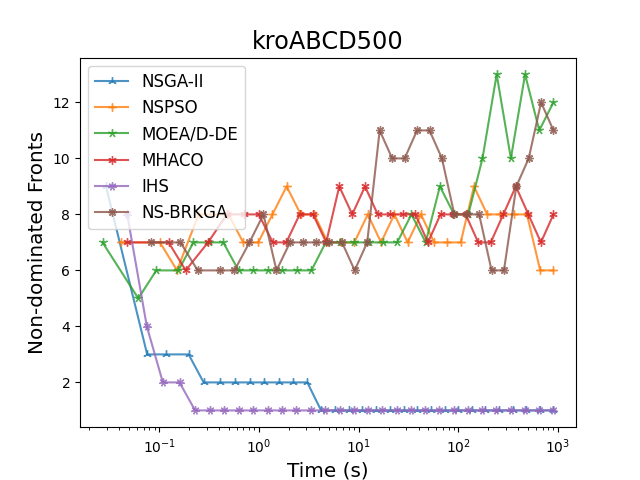 kroABCD500
Non-dominated Fronts
12
10
8
6
4
2
NSGA-II
NSPSO
MOEA/D-DE
MHACO
IHS
NS-BRKGA
10⁻¹ 10⁰ 10¹ 10² 10³
Time (s)